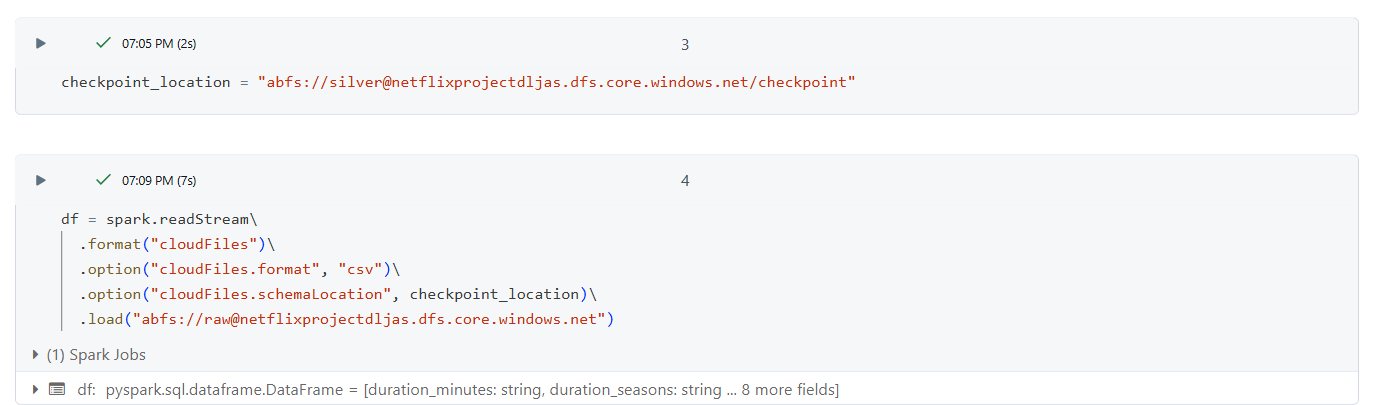 07:05 PM (2s)
3
checkpoint_location = "abfs://silver@netflixprojectdljas.dfs.core.windows.net/checkpoint"
07:09 PM (7s)
4
df = spark.readStream\
.format("cloudFiles")\
.option("cloudFiles.format", "csv")\
.option("cloudFiles.schemaLocation", checkpoint_location)\
.load("abfs://raw@netflixprojectdljas.dfs.core.windows.net")
(1) Spark Jobs
df: pyspark.sql.dataframe.DataFrame = [duration_minutes: string, duration_seasons: string ... 8 more fields]